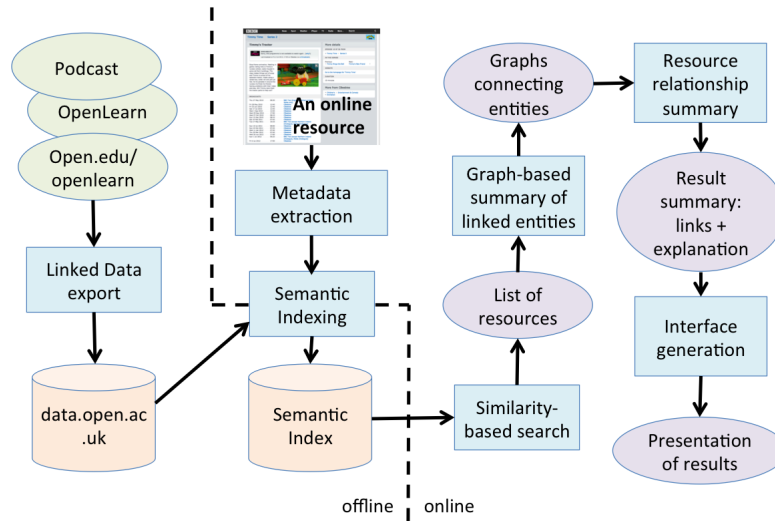 Podcast
OpenLearn
Open.edu/
openlearn
Linked Data
export
data.open.ac
.uk
An online
resource
Metadata
extraction
Semantic
Indexing
Semantic
Index
offline
online
Similarity-
based search
List of
resources
Graph-based
summary of
linked entities
Graphs
connecting
entities
Resource
relationship
summary
Result
summary:
links +
explanation
Interface
generation
Presentation
of results